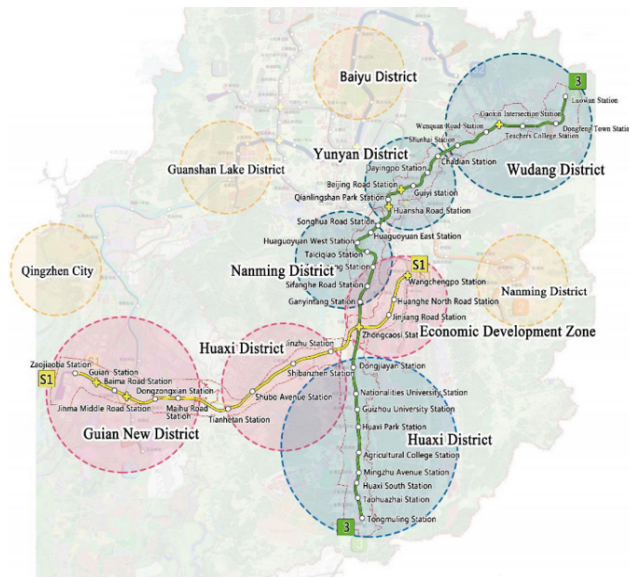 Baiyu District
3
Luowan Station
Gaoxin Intersection Station
Wenquan Road Station
Dongfeng Town Statio
Teachers College Station
Shunhai Station
Yunyan District
Chadian Station
Wudang District
Guanshan Lake District
Jiayingpo Station
Beijing Road Station
Guiyi station
Qianlingshan Park Station
Huansha Road Station
Songhua Road Station
Huaguoyuan East Station
Huaguoyuan West Station
Taiciqiao Station
S1
Qingzhen City
Nanming District
Wangchengpo Station
Sifanghe Road Station
Nanming District
Ganyintang Station
Huanghe North Road Station
Jinjiang Road Station
Zhongcaosi Stat
Economic Development Zone
Huaxi District
Jinzhu Station
Zaojiaoba Station
Shibanzhen Station
Dongjiayan Station
S1
Guian Station
Baima Road Station
Dongzongxian Station
Shubo Avenue Station
Nationalities University Station
Jinma Middle Road Station
Maihu Road
Station
Tianhetan Station
Guizhou University Station
Guian New District
Huaxi Park Station
Huaxi District
Agricultural College Station
Mingzhu Avenue Station
Huaxi South Station
Taohuazhai Station
Tongmuling Station
3